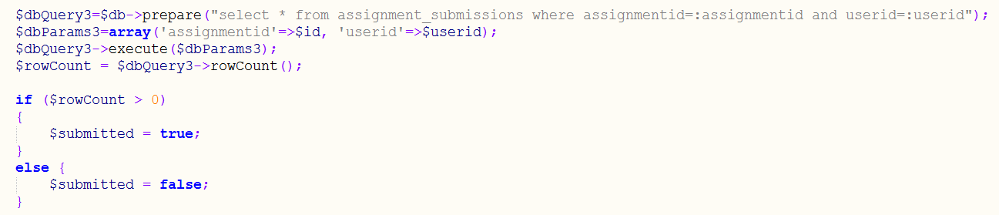 $dbQuery3=$db->prepare("select * from assignment_submissions where assignmentid=:assignmentid and userid=:userid");
$dbParams3=array('assignmentid'=>$id, 'userid'=>$userid);
$dbQuery3->execute($dbParams3);
$rowCount = $dbQuery3->rowCount();

if ($rowCount > 0)
{
    $submitted = true;
}
else {
    $submitted = false;
}